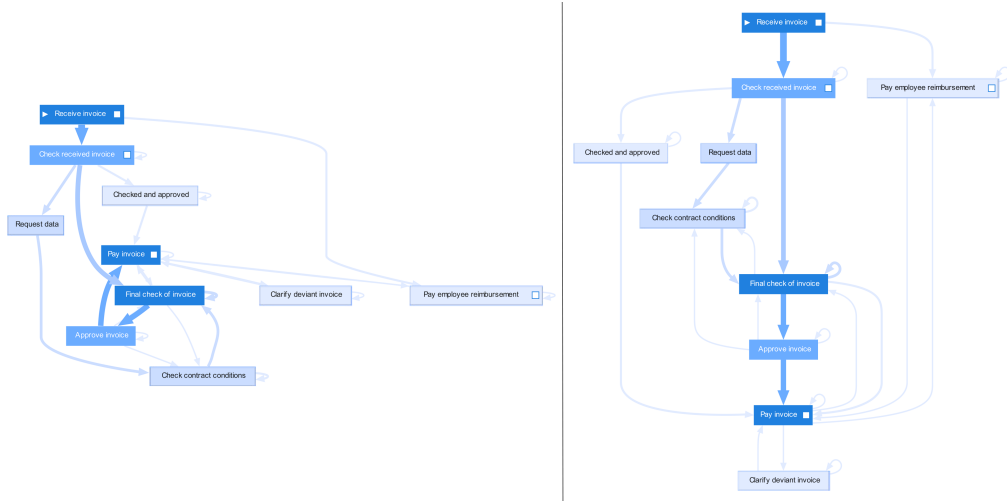 Receive invoice
Check received invoice
Checked and approved
Request data
Pay invoice
Final check of invoice
Clarify deviant invoice
Pay employee reimbursement
Approve invoice
Check contract conditions
Receive invoice
Check received invoice
Pay employee reimbursement
Checked and approved
Request data
Check contract conditions
Final check of invoice
Approve invoice
Pay invoice
Clarify deviant invoice